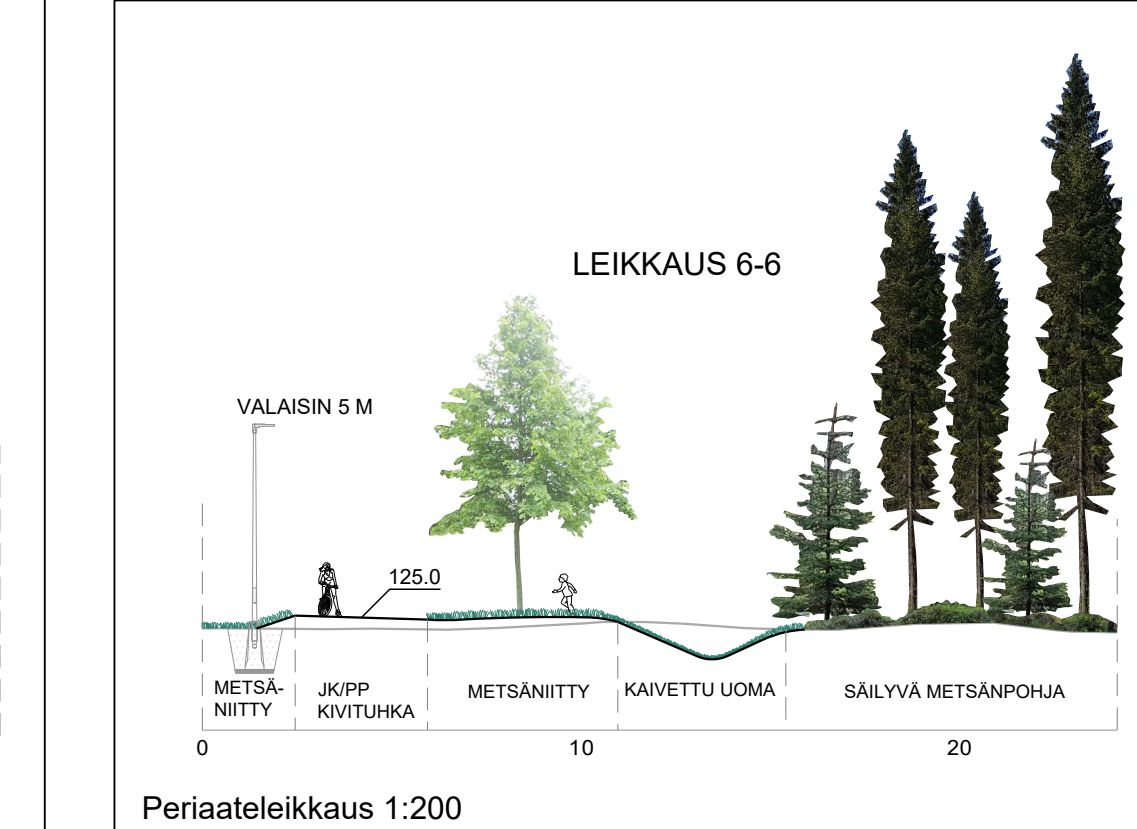 LEIKKAUS 6-6
VALAISIN 5 M
125.0
METSÄ-
NIITTY
JK/PP
KIVITUHKA
METSÄNIITTY
KAIVETTU UOMA
SÄILYVÄ METSÄNPOHJA
0
10
20
Periaateleikkaus 1:200